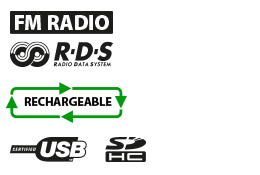 FM RADIO
R·D·S
RADIO DATA SYSTEM
RECHARGEABLE
CERTIFIED USB
SD
HC